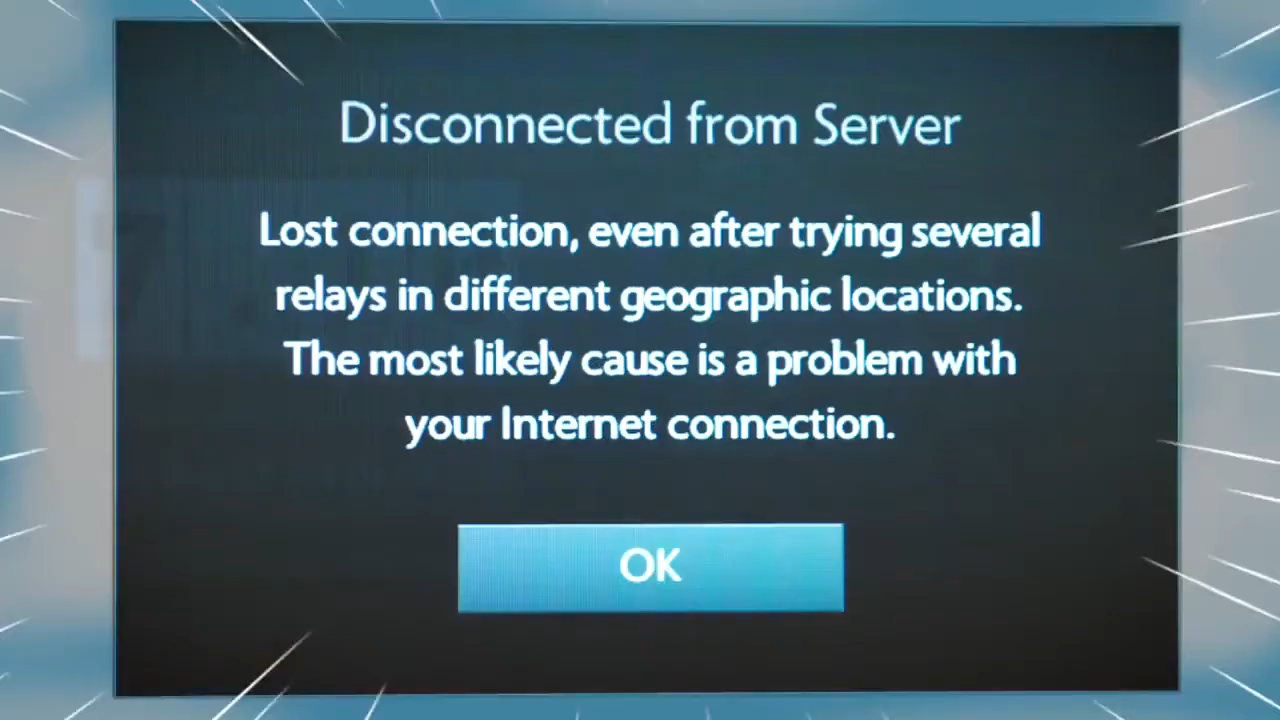 Disconnected from Server
Lost connection, even after trying several
relays in different geographic locations.
The most likely cause is a problem with
your Internet connection.
OK